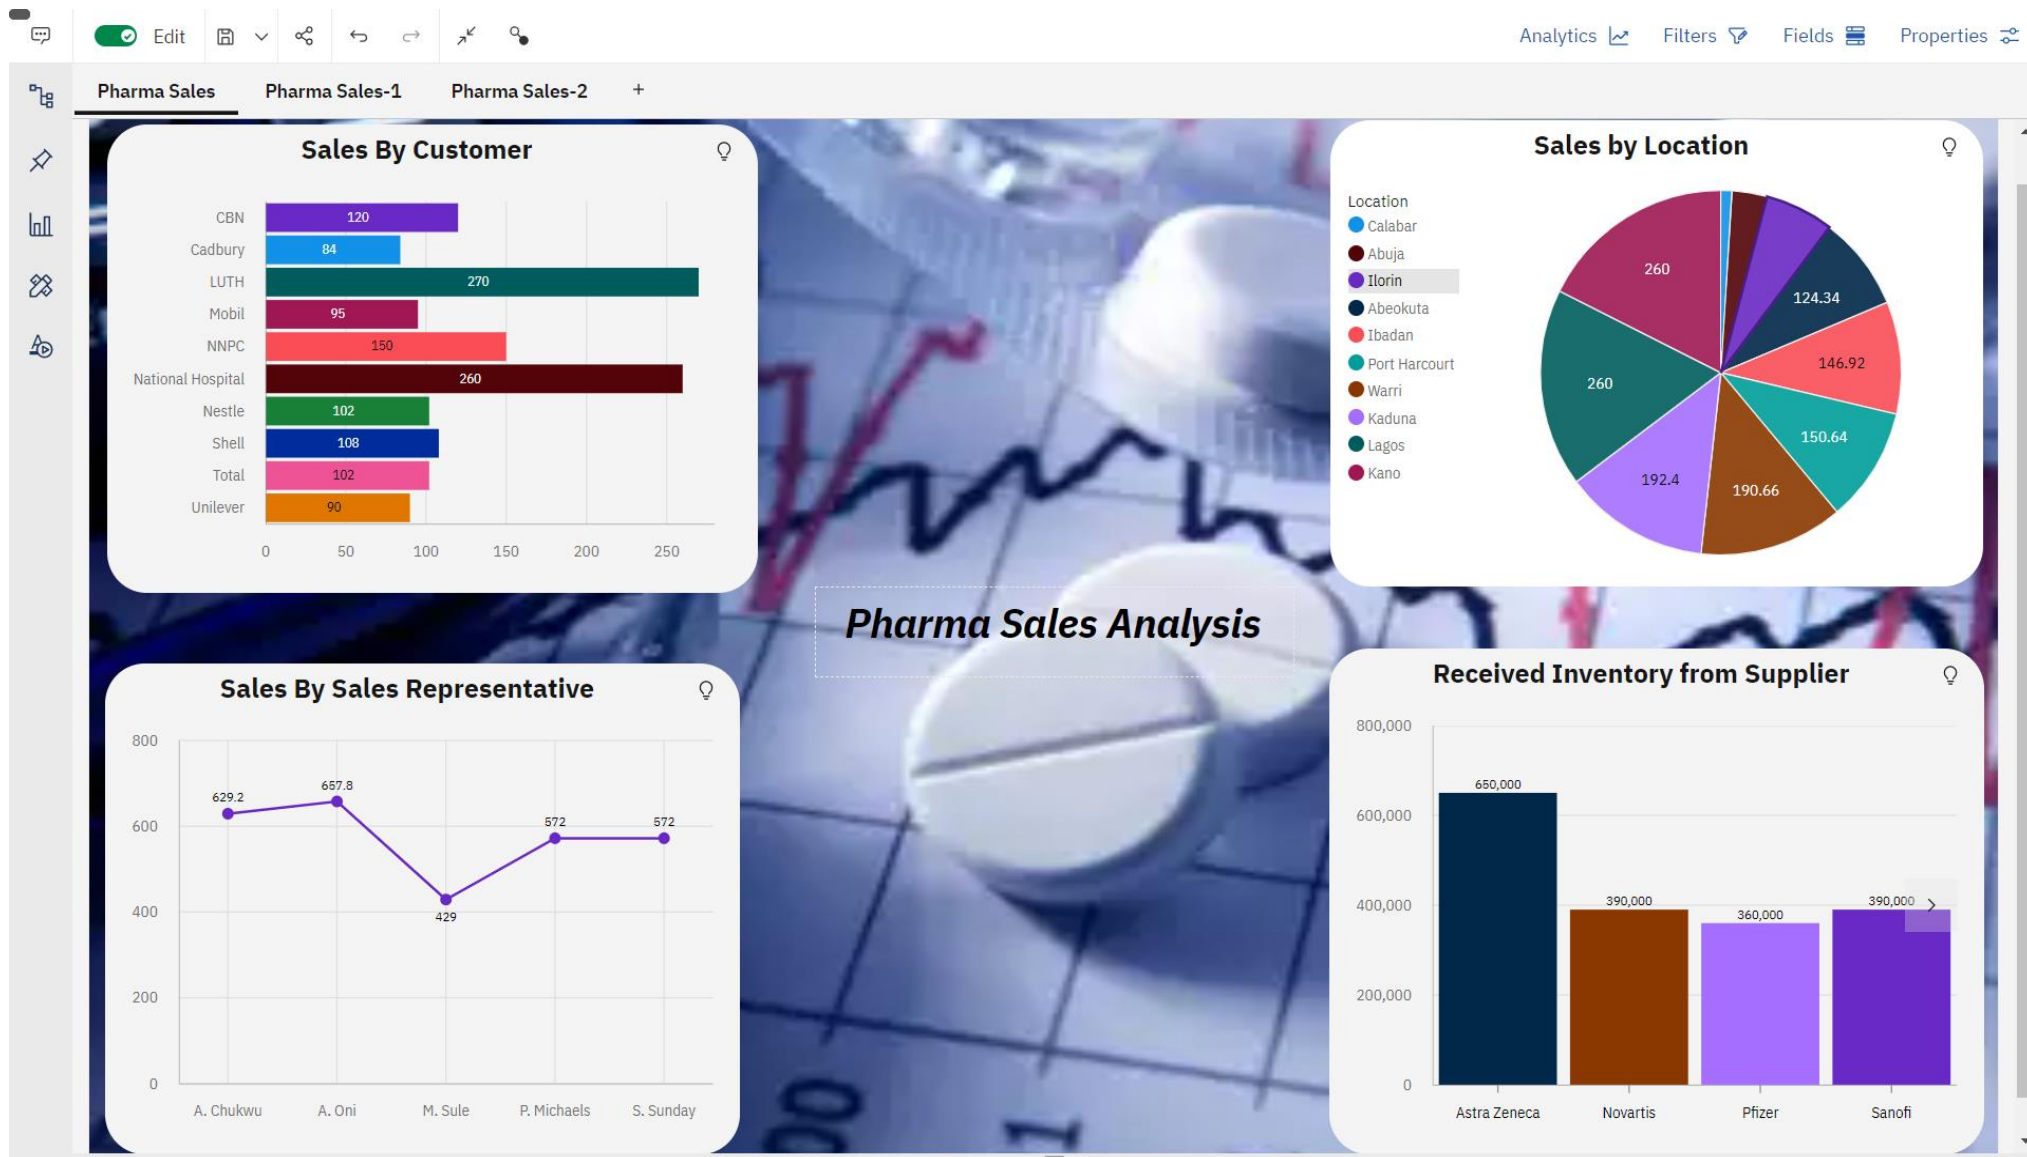 Edit
Analytics
Filters
Fields
Properties
Pharma Sales
Pharma Sales-1
Pharma Sales-2
+
Sales By Customer
CBN 120
Cadbury 84
LUTH 270
Mobil 95
NNPC 150
National Hospital 260
Nestle 102
Shell 108
Total 102
Unilever 90
0 50 100 150 200 250
Sales by Location
Location
Calabar
Abuja
Ilorin
Abeokuta
Ibadan
Port Harcourt
Warri
Kaduna
Lagos
Kano
260
124.34
146.92
260
150.64
192.4
190.66
Pharma Sales Analysis
Sales By Sales Representative
800
600
400
200
0
629.2
657.8
429
572
572
A. Chukwu
A. Oni
M. Sule
P. Michaels
S. Sunday
Received Inventory from Supplier
800,000
600,000
400,000
200,000
0
650,000
390,000
360,000
390,000
Astra Zeneca
Novartis
Pfizer
Sanofi
00
1